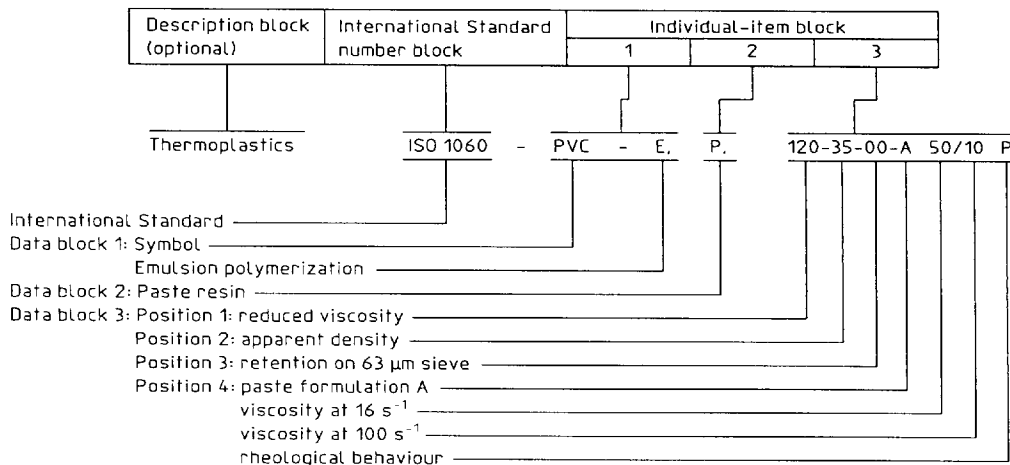 Description block (optional)
International Standard number block
Individual-item block
1
2
3
Thermoplastics
ISO 1060 - PVC - E, P, 120-35-00-A 50/10 P
International Standard
Data block 1: Symbol
Emulsion polymerization
Data block 2: Paste resin
Data block 3: Position 1: reduced viscosity
Position 2: apparent density
Position 3: retention on 63 μm sieve
Position 4: paste formulation A
viscosity at 16 s⁻¹
viscosity at 100 s⁻¹
rheological behaviour